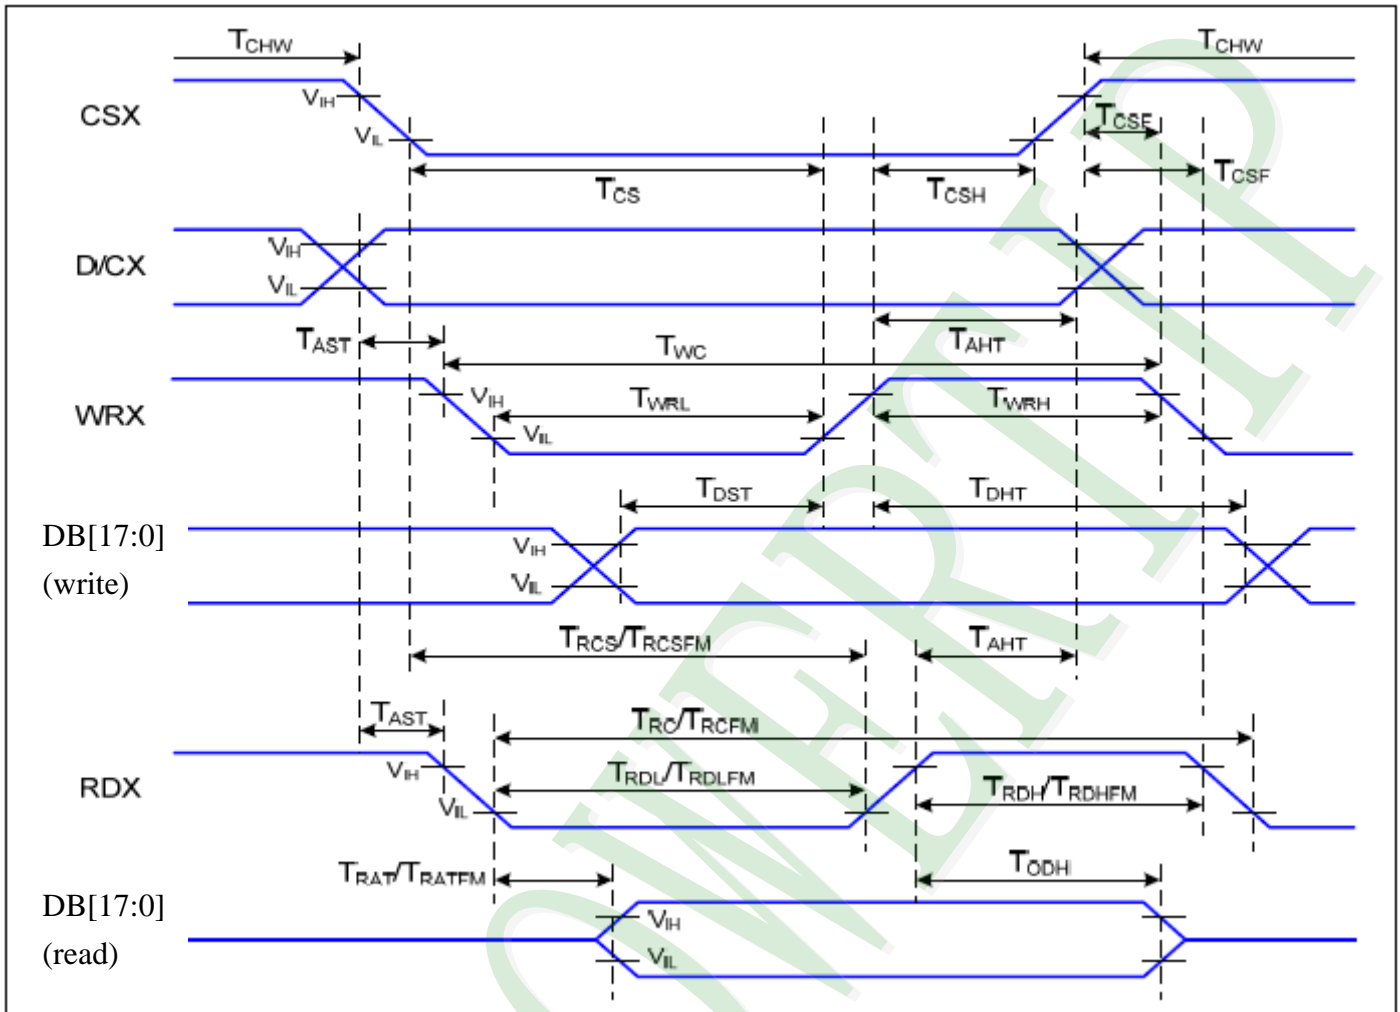 TCHW TCHW
VIH
CSX
TCSF
VIL
TCSF
TCS TCSH
VIH
D/CX
VIL
TAST TWC TAHT
WRX
VIH TWRL TWRH
VIL
TDST TDHT
DB[17:0]
(write)
VIH
VIL
TRCS/TRCSFM TAHT
TAST TRC/TRCFM
RDX
VIH TRDL/TRDLFM TRDH/TRDHFM
VIL
TRAT/TRATFM TODH
DB[17:0]
(read)
VIH
VIL
OWERTIP